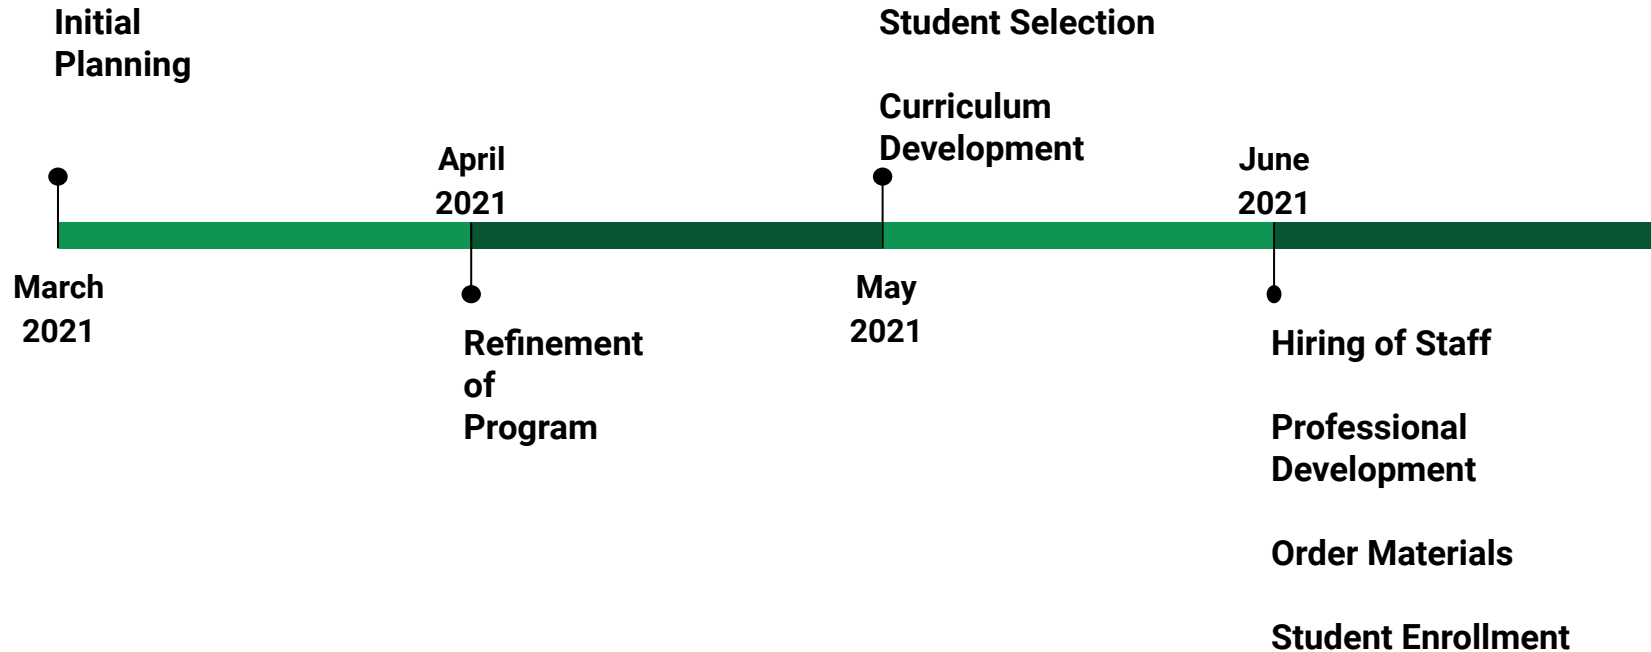 Initial
Planning
March
2021
April
2021
Refinement
of
Program
Student Selection
Curriculum
Development
May
2021
June
2021
Hiring of Staff
Professional
Development
Order Materials
Student Enrollment